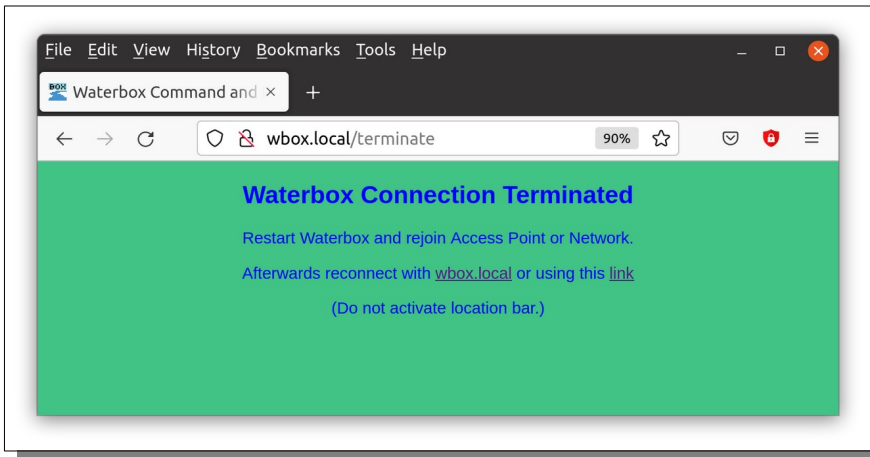 File Edit View History Bookmarks Tools Help
BOX Waterbox Command and
wbox.local/terminate 90%
Waterbox Connection Terminated
Restart Waterbox and rejoin Access Point or Network.
Afterwards reconnect with wbox.local or using this link
(Do not activate location bar.)